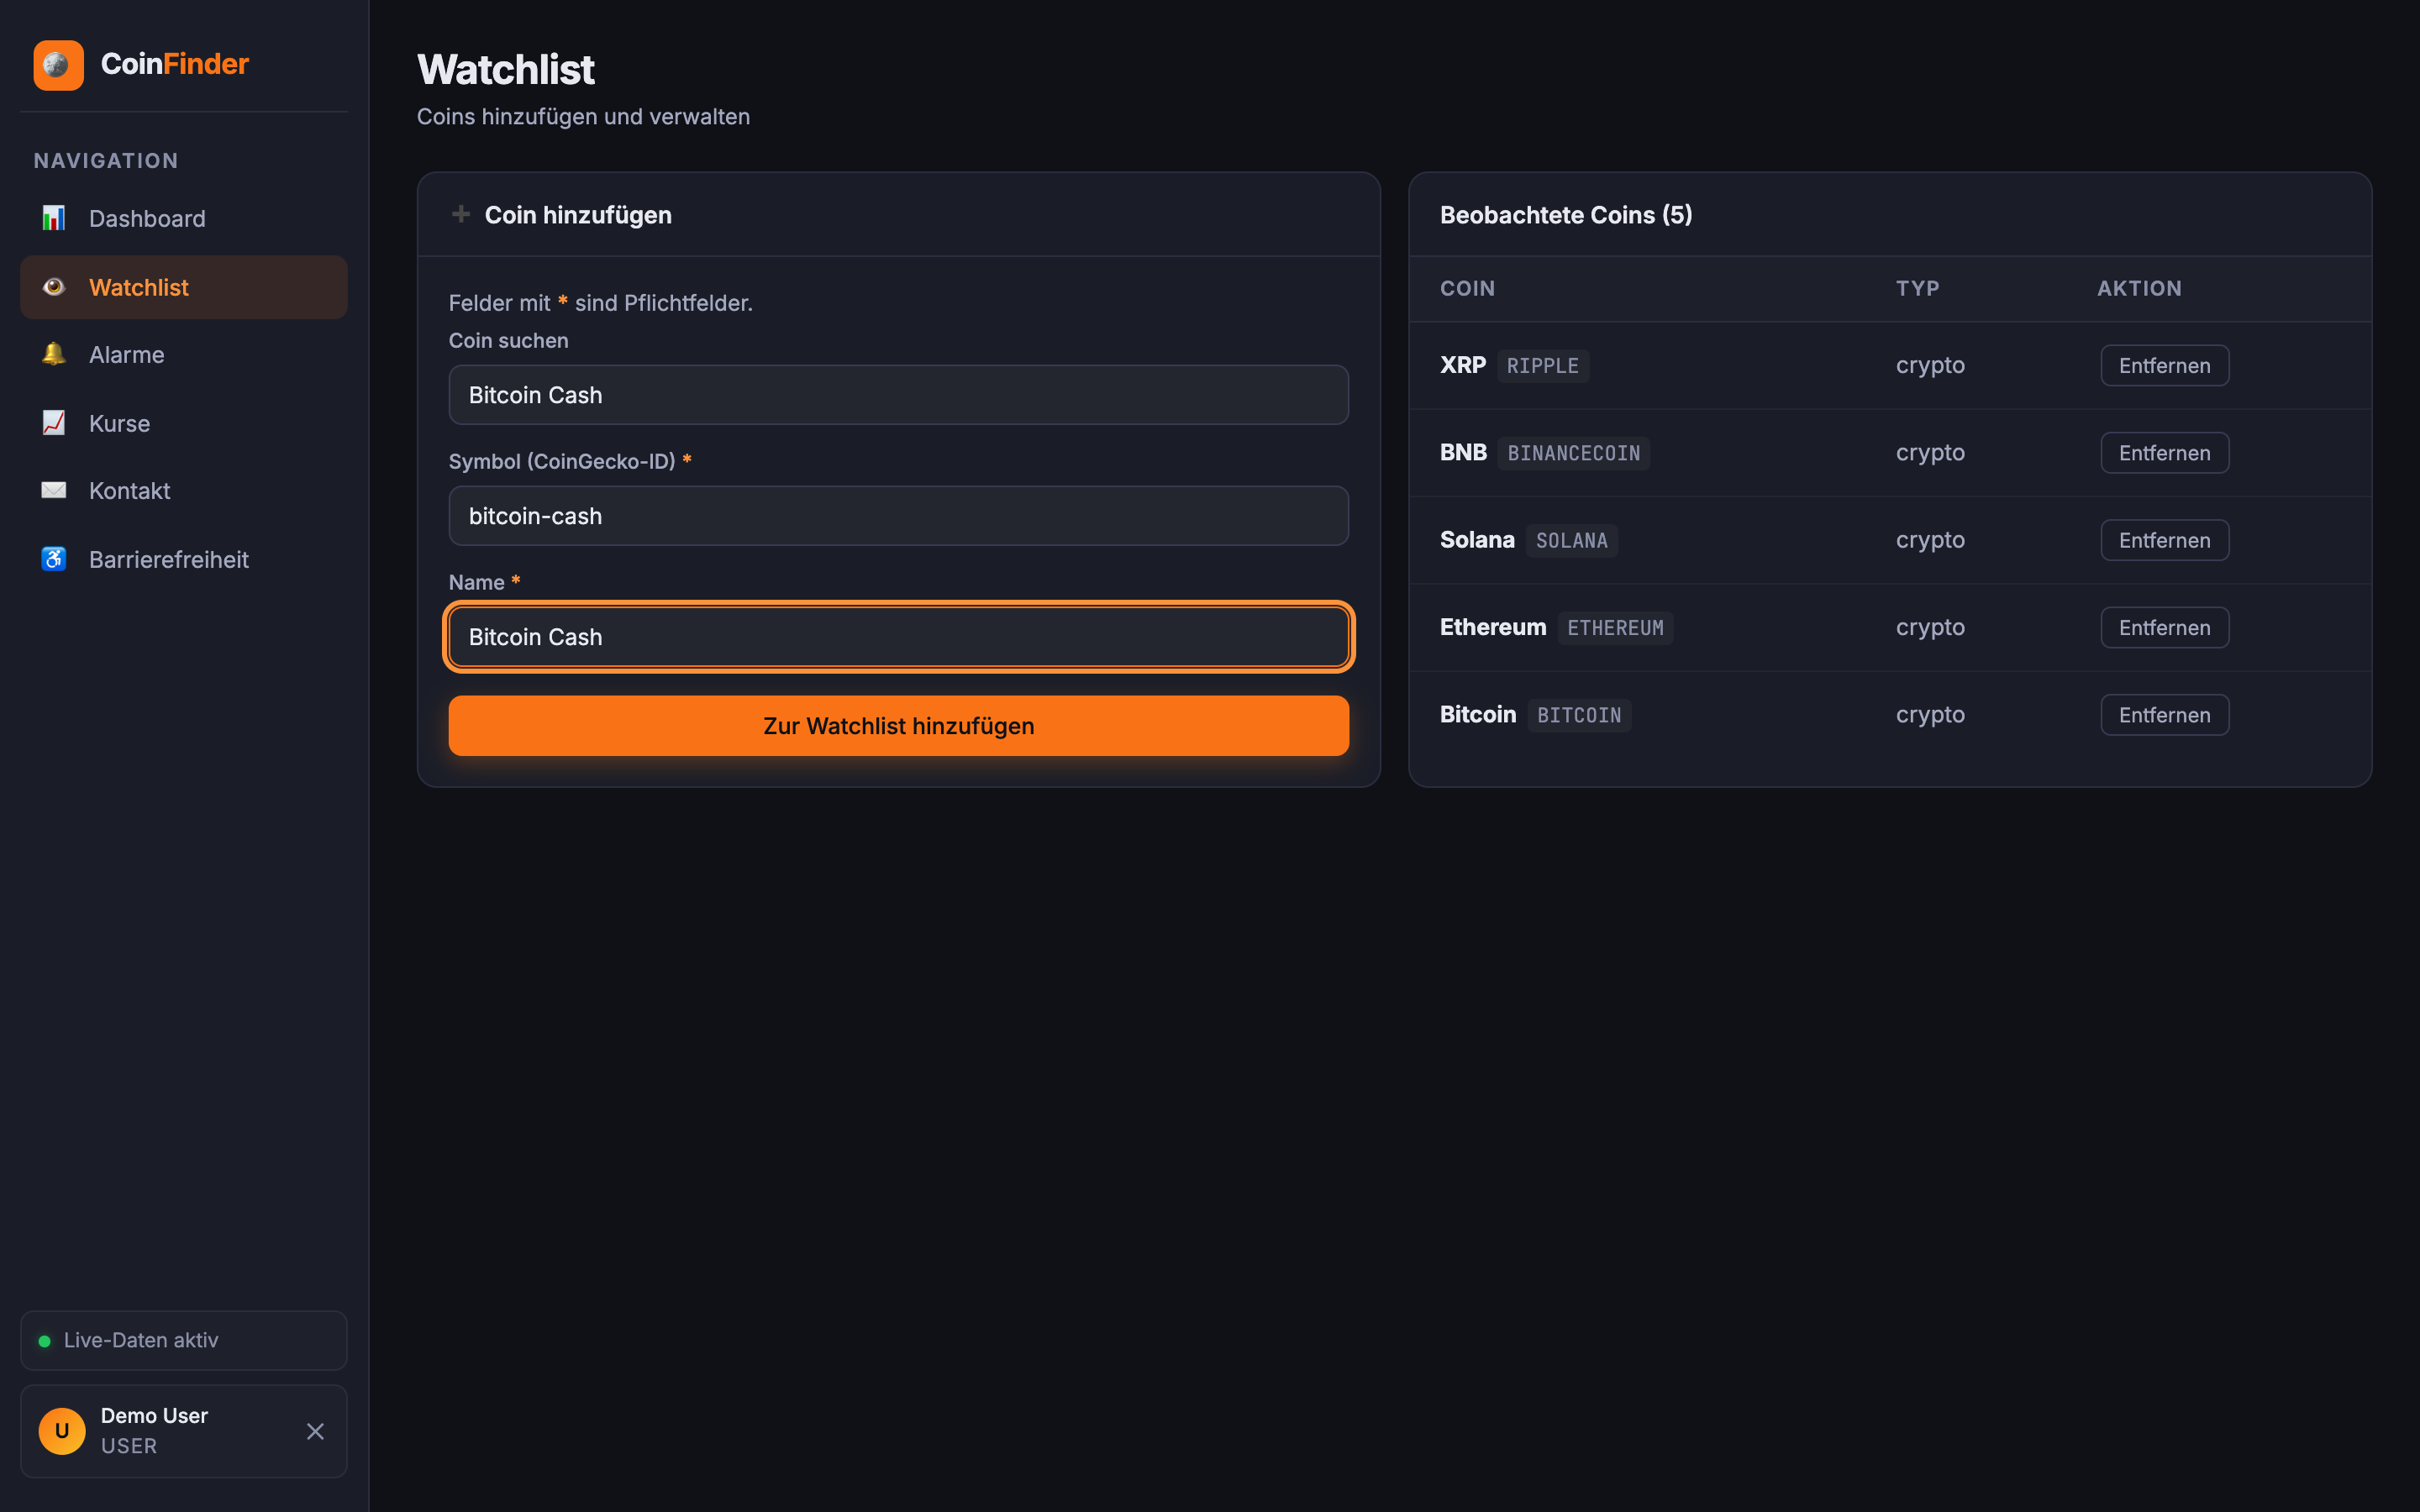 CoinFinder
NAVIGATION
Dashboard
Watchlist
Alarme
Kurse
Kontakt
Barrierefreiheit
Live-Daten aktiv
U
Demo User
USER
Watchlist
Coins hinzufügen und verwalten
Coin hinzufügen
Felder mit * sind Pflichtfelder.
Coin suchen
Bitcoin Cash
Symbol (CoinGecko-ID) *
bitcoin-cash
Name *
Bitcoin Cash
Zur Watchlist hinzufügen
Beobachtete Coins (5)
COIN TYP AKTION
XRP RIPPLE crypto Entfernen
BNB BINANCECOIN crypto Entfernen
Solana SOLANA crypto Entfernen
Ethereum ETHEREUM crypto Entfernen
Bitcoin BITCOIN crypto Entfernen